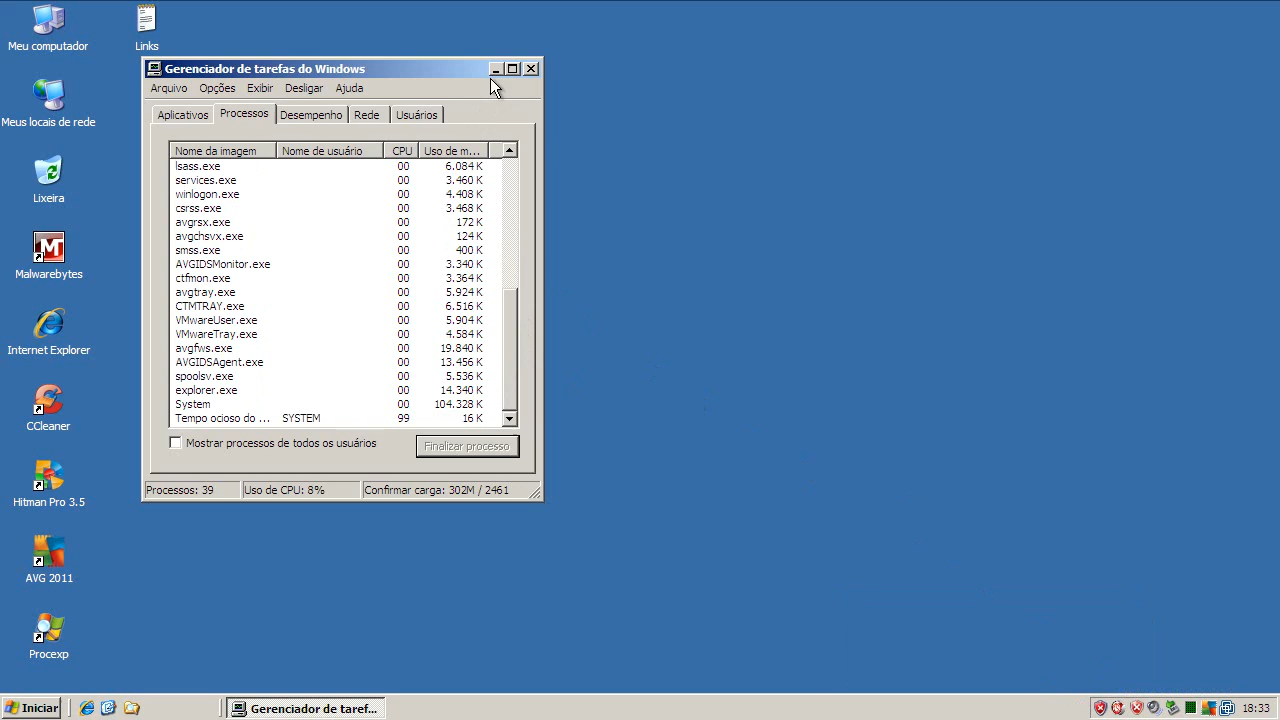 Meu computador
Links
Meus locais de rede
Lixeira
Malwarebytes
Internet Explorer
CCleaner
Hitman Pro 3.5
AVG 2011
Procexp
Gerenciador de tarefas do Windows
Arquivo Opções Exibir Desligar Ajuda
Aplicativos Processos Desempenho Rede Usuários
Nome da imagem Nome de usuário CPU Uso de m...
lsass.exe 00 6.084 K
services.exe 00 3.460 K
winlogon.exe 00 4.408 K
csrss.exe 00 3.468 K
avgrsx.exe 00 172 K
avgchsvx.exe 00 124 K
smss.exe 00 400 K
AVGIDSMonitor.exe 00 3.340 K
ctfmon.exe 00 3.364 K
avgtray.exe 00 5.924 K
CTMTRAY.exe 00 6.516 K
VMwareUser.exe 00 5.904 K
VMwareTray.exe 00 4.584 K
avgfws.exe 00 19.840 K
AVGIDSAgent.exe 00 13.456 K
spoolsv.exe 00 5.536 K
explorer.exe 00 14.340 K
System 00 104.328 K
Tempo ocioso do ... SYSTEM 99 16 K
Mostrar processos de todos os usuários Finalizar processo
Processos: 39 Uso de CPU: 8% Confirmar carga: 302M / 2461
Iniciar Gerenciador de taref... 18:33